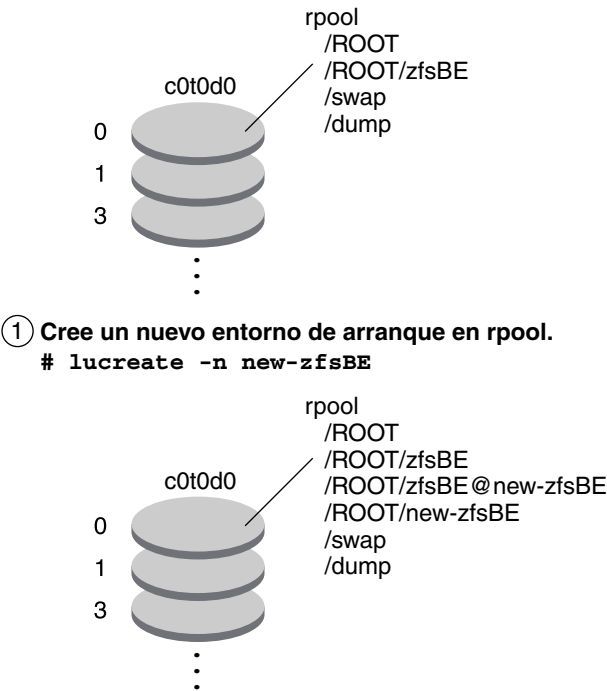 rpool
/ROOT
/ROOT/zfsBE
/swap
/dump
c0t0d0
0
1
3
1 Cree un nuevo entorno de arranque en rpool.
# lucreate -n new-zfsBE
rpool
/ROOT
/ROOT/zfsBE
/ROOT/zfsBE@new-zfsBE
/ROOT/new-zfsBE
/swap
/dump
c0t0d0
0
1
3